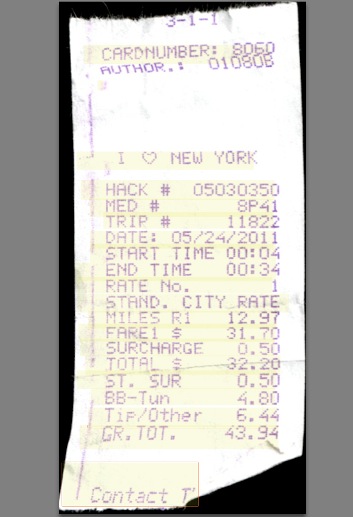 3-1-1
CARDNUMBER: 8060
AUTHOR.: 01080B
I ♡ NEW YORK
HACK # 05030350
MED # 8P41
TRIP # 11822
DATE: 05/24/2011
START TIME 00:04
END TIME 00:34
RATE No. 1
STAND. CITY RATE
MILES R1 12.97
FARE1 $ 31.70
SURCHARGE 0.50
TOTAL $ 32.20
ST. SUR 0.50
BB-Tun 4.80
Tip/Other 6.44
GR.TOT. 43.94
Contact T